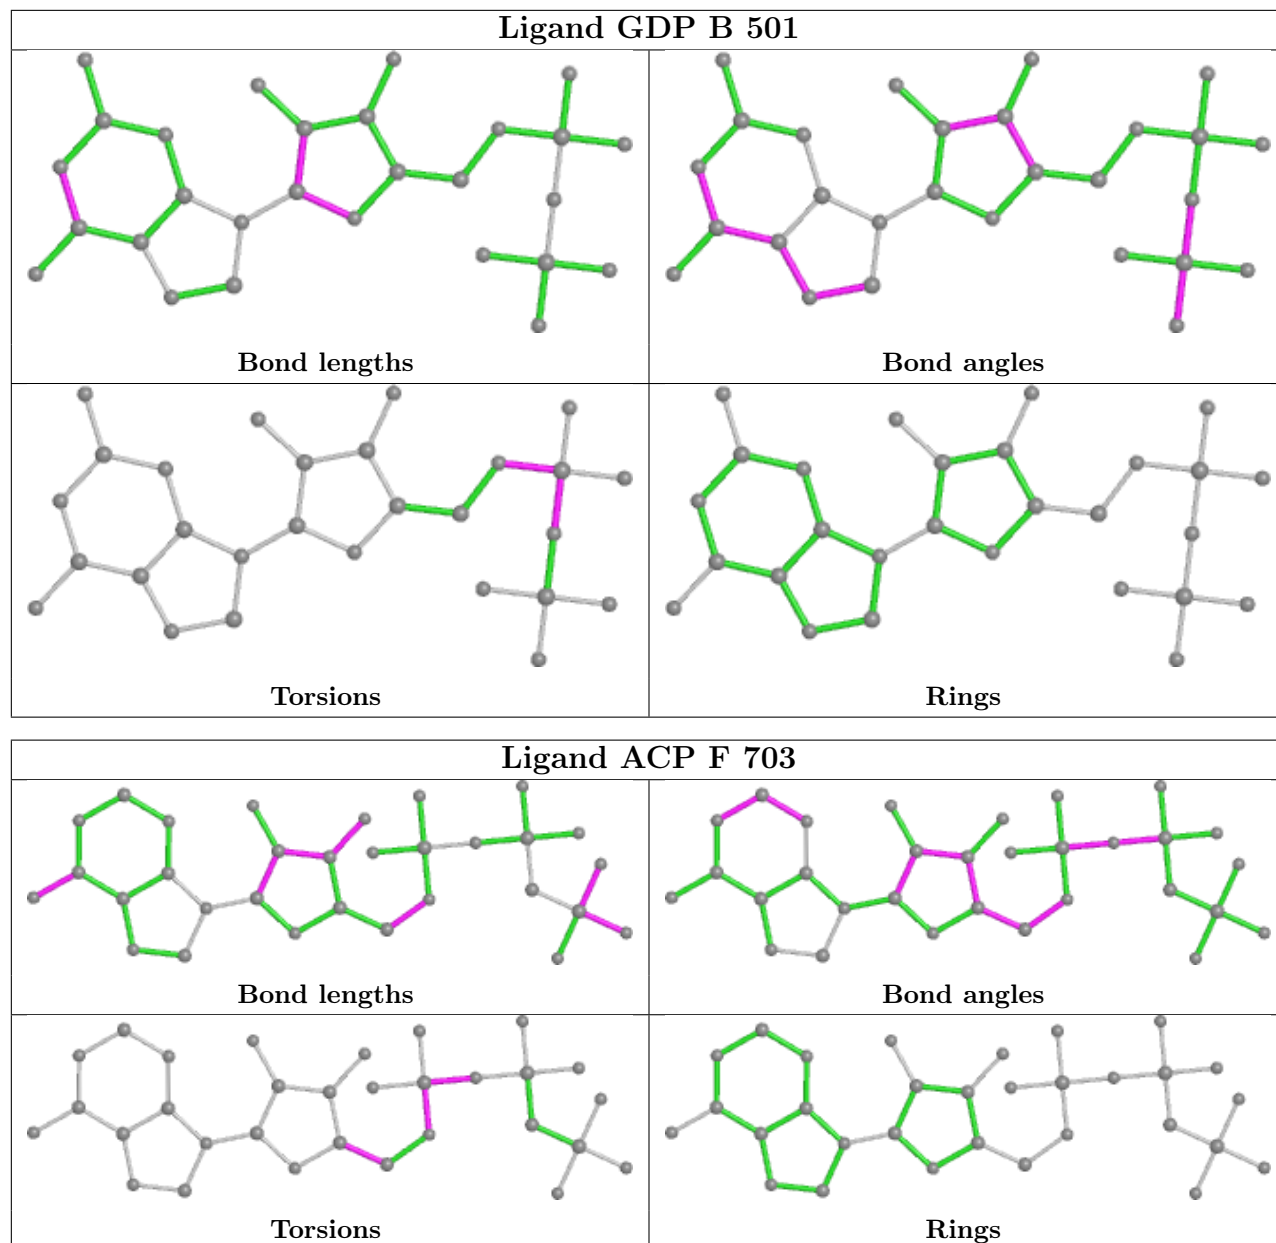 Ligand GDP B 501
Bond lengths
Bond angles
Torsions
Rings
Ligand ACP F 703
Bond lengths
Bond angles
Torsions
Rings